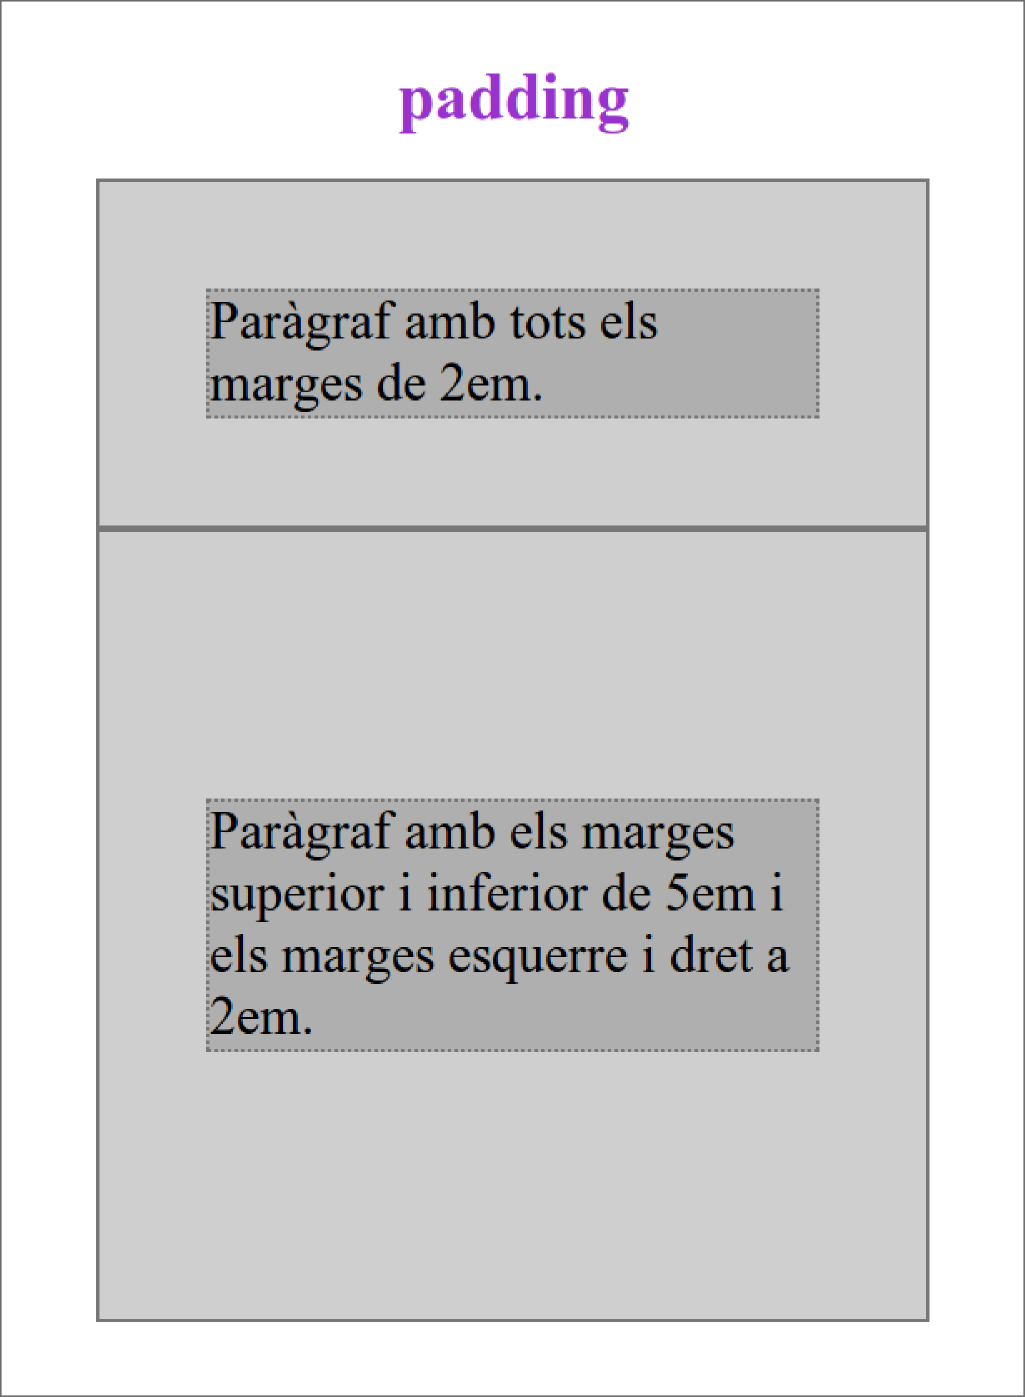 padding
Paràgraf amb tots els
marges de 2em.
Paràgraf amb els marges
superior i inferior de 5em i
els marges esquerre i dret a
2em.